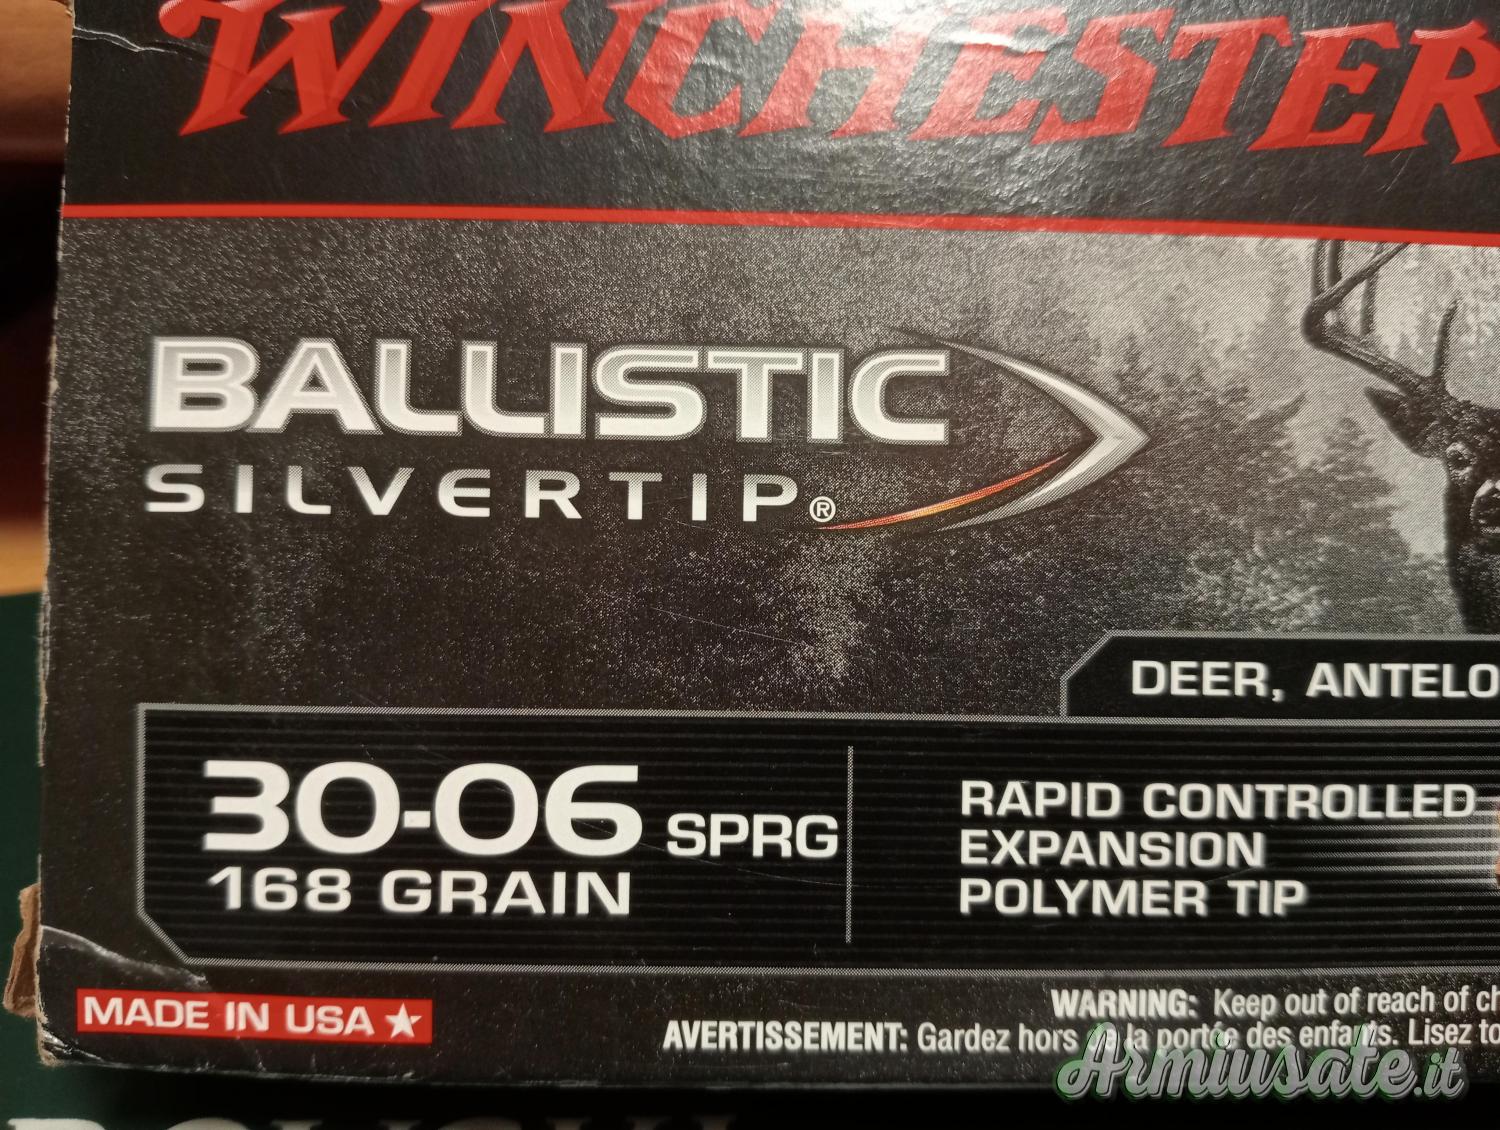 WINCHESTER
BALLISTIC
SILVERTIP®
DEER, ANTELO
30-06 SPRG
168 GRAIN
RAPID CONTROLLED
EXPANSION
POLYMER TIP
MADE IN USA
WARNING: Keep out of reach of ch
AVERTISSEMENT: Gardez hors de la portée des enfants. Lisez to
Armiusate.it